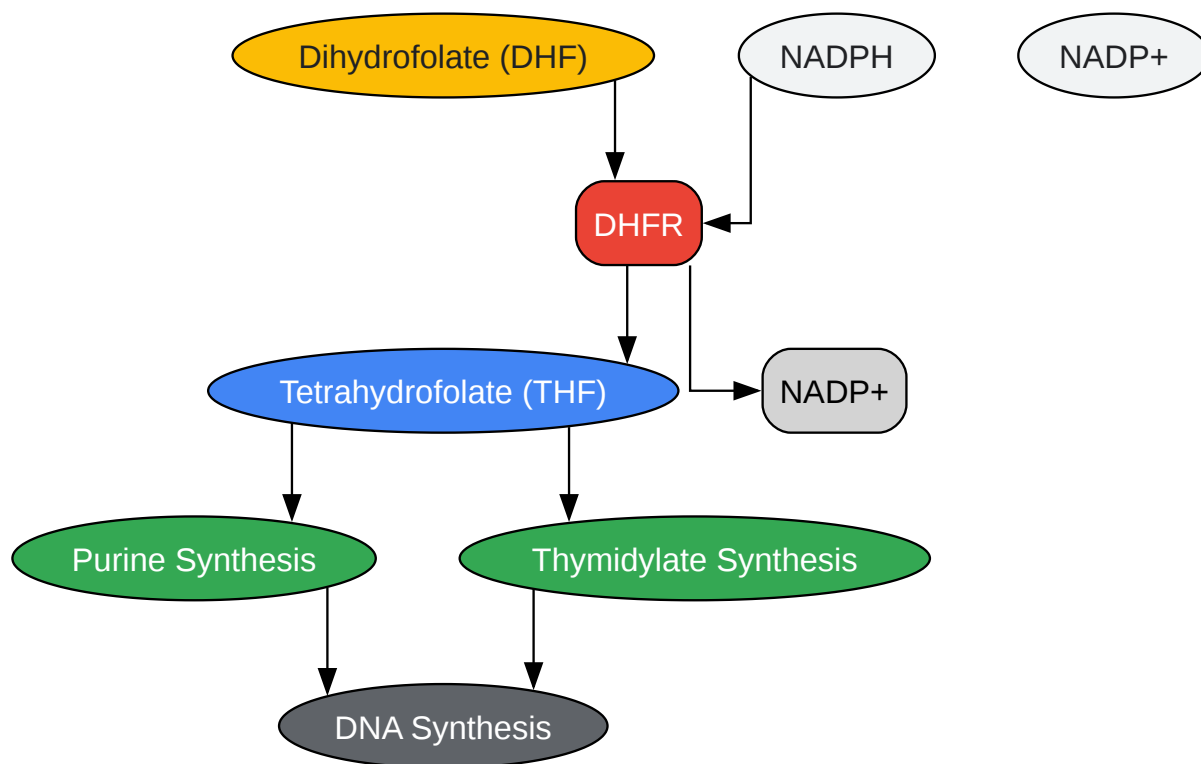 Dihydrofolate (DHF)
NADPH
NADP+
DHFR
Tetrahydrofolate (THF)
NADP+
Purine Synthesis
Thymidylate Synthesis
DNA Synthesis